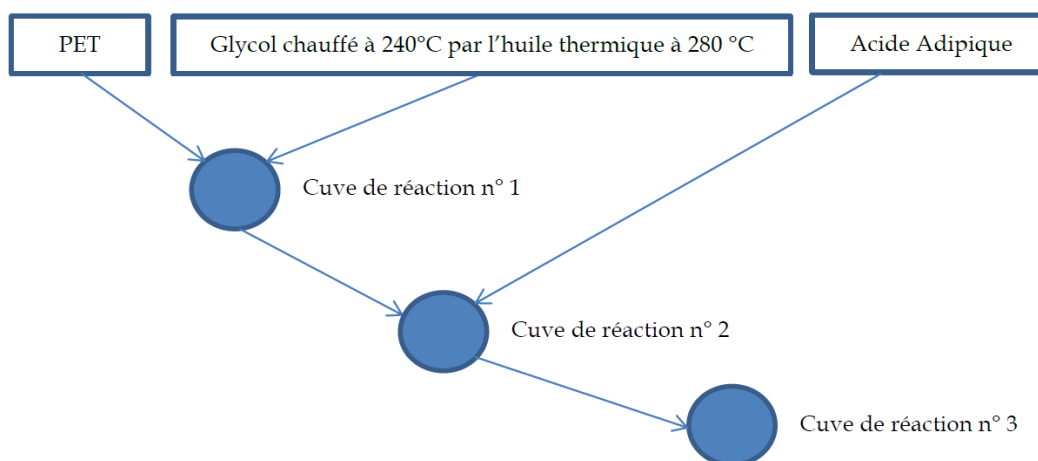 PET
Glycol chauffé à 240°C par l’huile thermique à 280 °C
Acide Adipique
Cuve de réaction n° 1
Cuve de réaction n° 2
Cuve de réaction n° 3